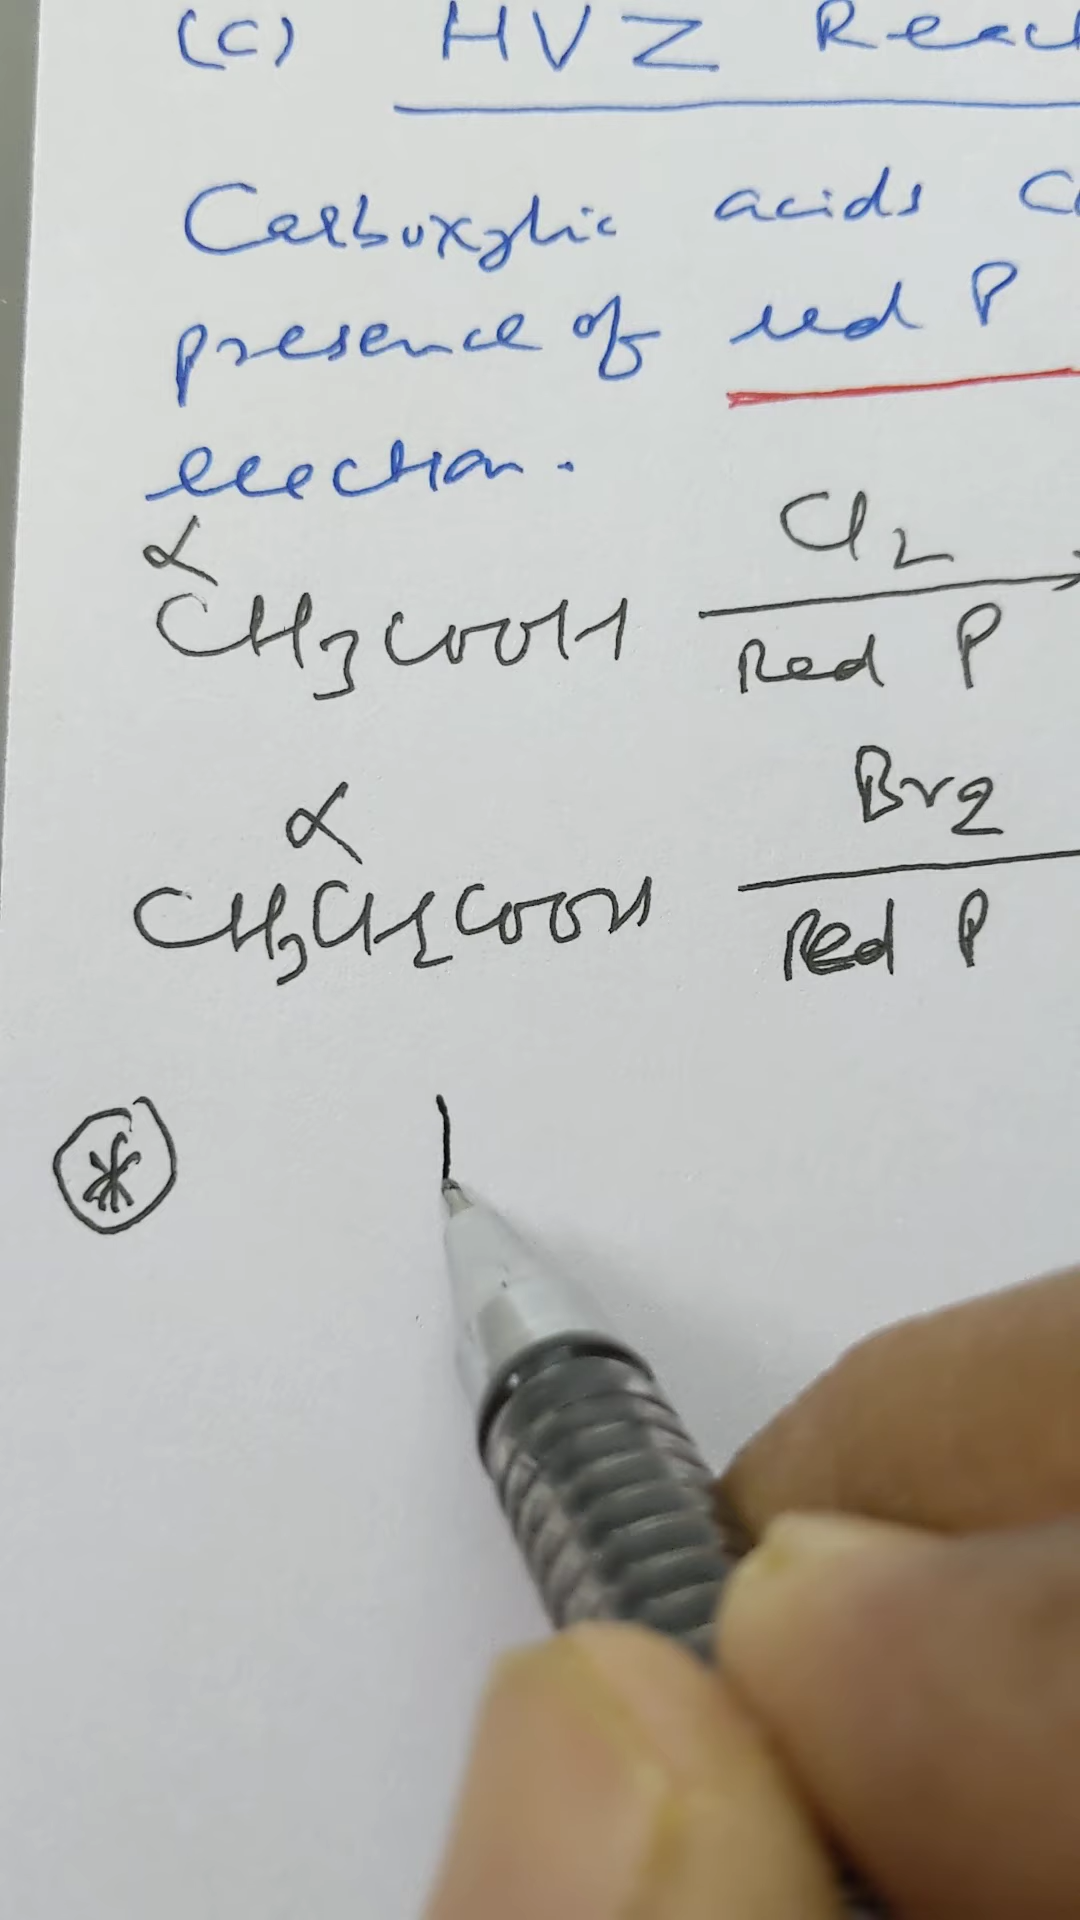 (C) HVZ Reac
Carboxylic acids
presence of red P
reaction.
α
Cl2
CH3COOH
Red P
Br2
α
CH3CH2COOH
Red P
*